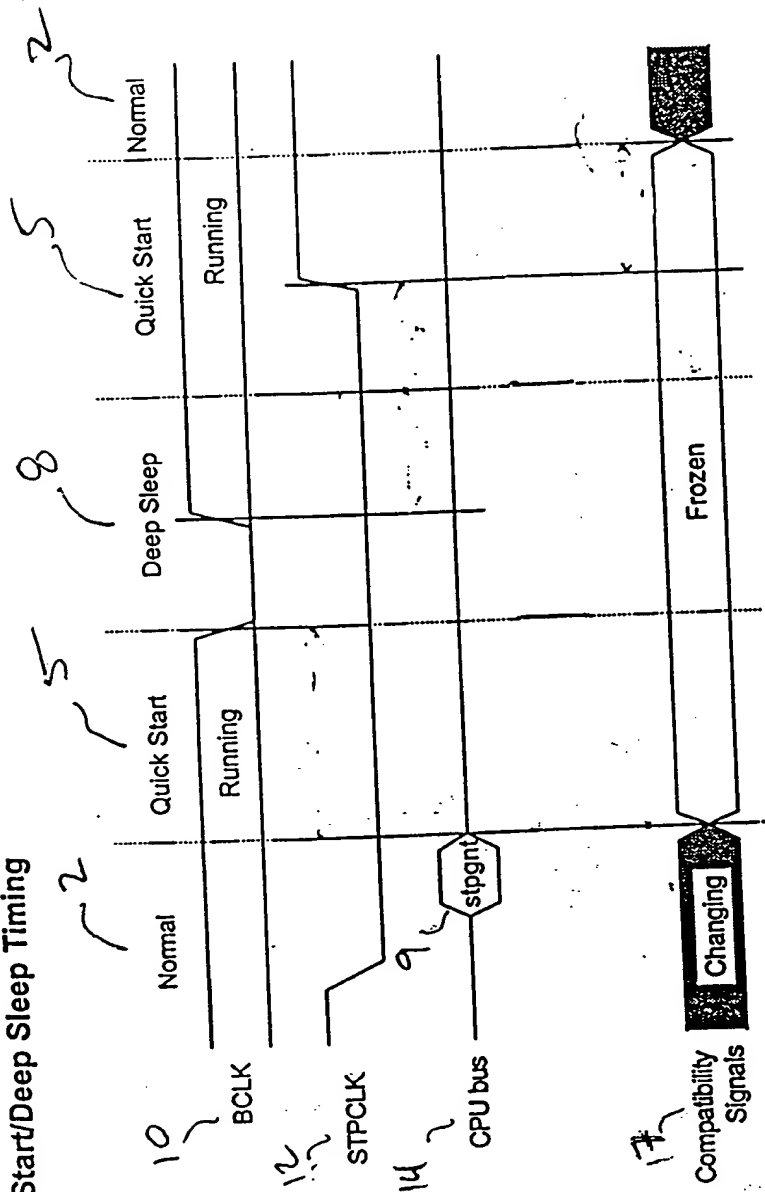 Start/Deep Sleep Timing
2 5 8 5 2
Normal Quick Start Deep Sleep Quick Start Normal
10
BCLK Running Running
12
STPCLK
14
CPU bus 9 stpgnt
17
Compatibility
Signals Changing Frozen